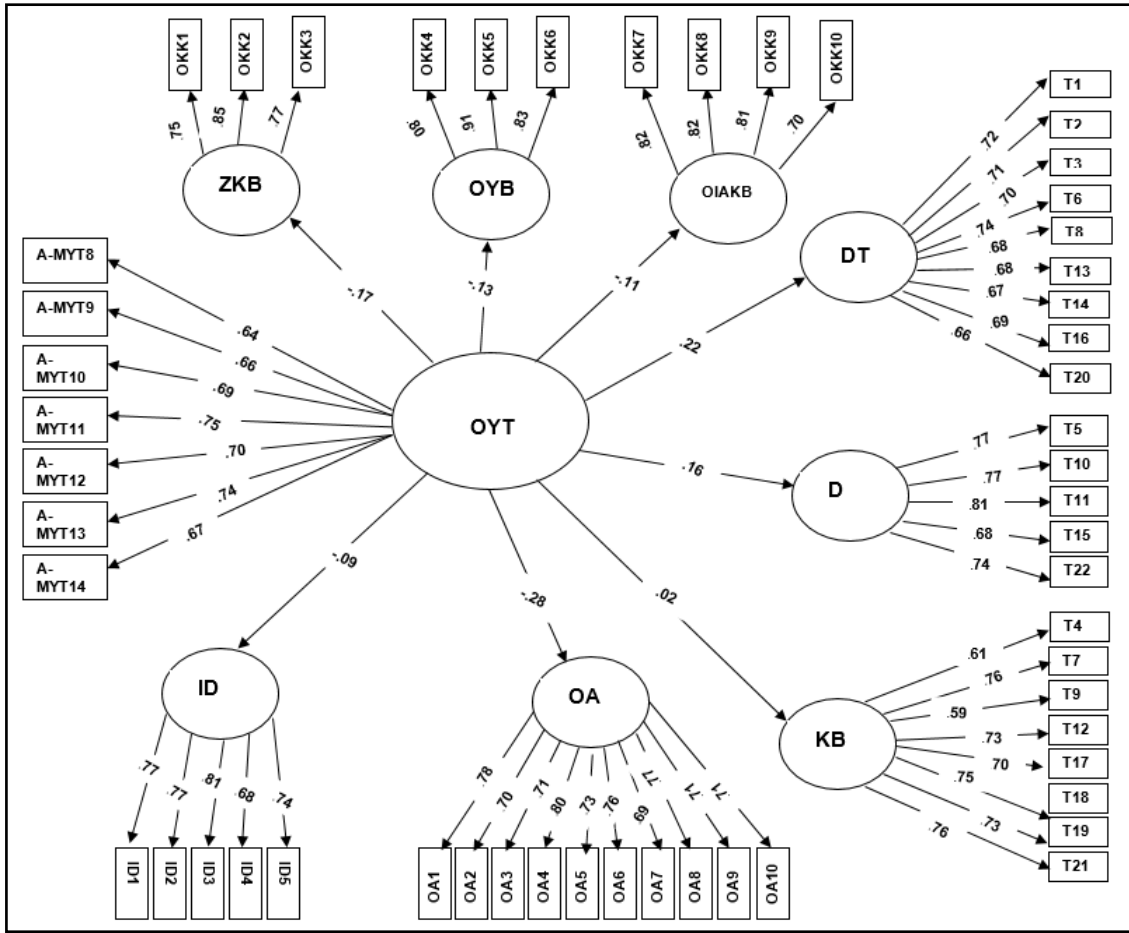 OKK1
OKK2
OKK3
OKK4
OKK5
OKK6
OKK7
OKK8
OKK9
OKK10
.75
.85
.77
.80
.91
.83
.82
.82
.81
.70
ZKB
OYB
OIAKB
-.17
-.13
-.11
A-MYT8
A-MYT9
A-
MYT10
A-
MYT11
A-
MYT12
A-
MYT13
A-
MYT14
.64
.66
.69
.75
.70
.74
.67
OYT
.22
DT
.72
.71
.70
.74
.68
.68
.67
.69
.66
T1
T2
T3
T6
T8
T13
T14
T16
T20
.16
D
.77
.77
.81
.68
.74
T5
T10
T11
T15
T22
.02
KB
.61
.76
.59
.73
.70
.75
.73
.76
T4
T7
T9
T12
T17
T18
T19
T21
-.09
ID
.77
.77
.81
.68
.74
ID1
ID2
ID3
ID4
ID5
-.28
OA
.78
.70
.71
.80
.73
.76
.69
.77
.71
.71
OA1
OA2
OA3
OA4
OA5
OA6
OA7
OA8
OA9
OA10